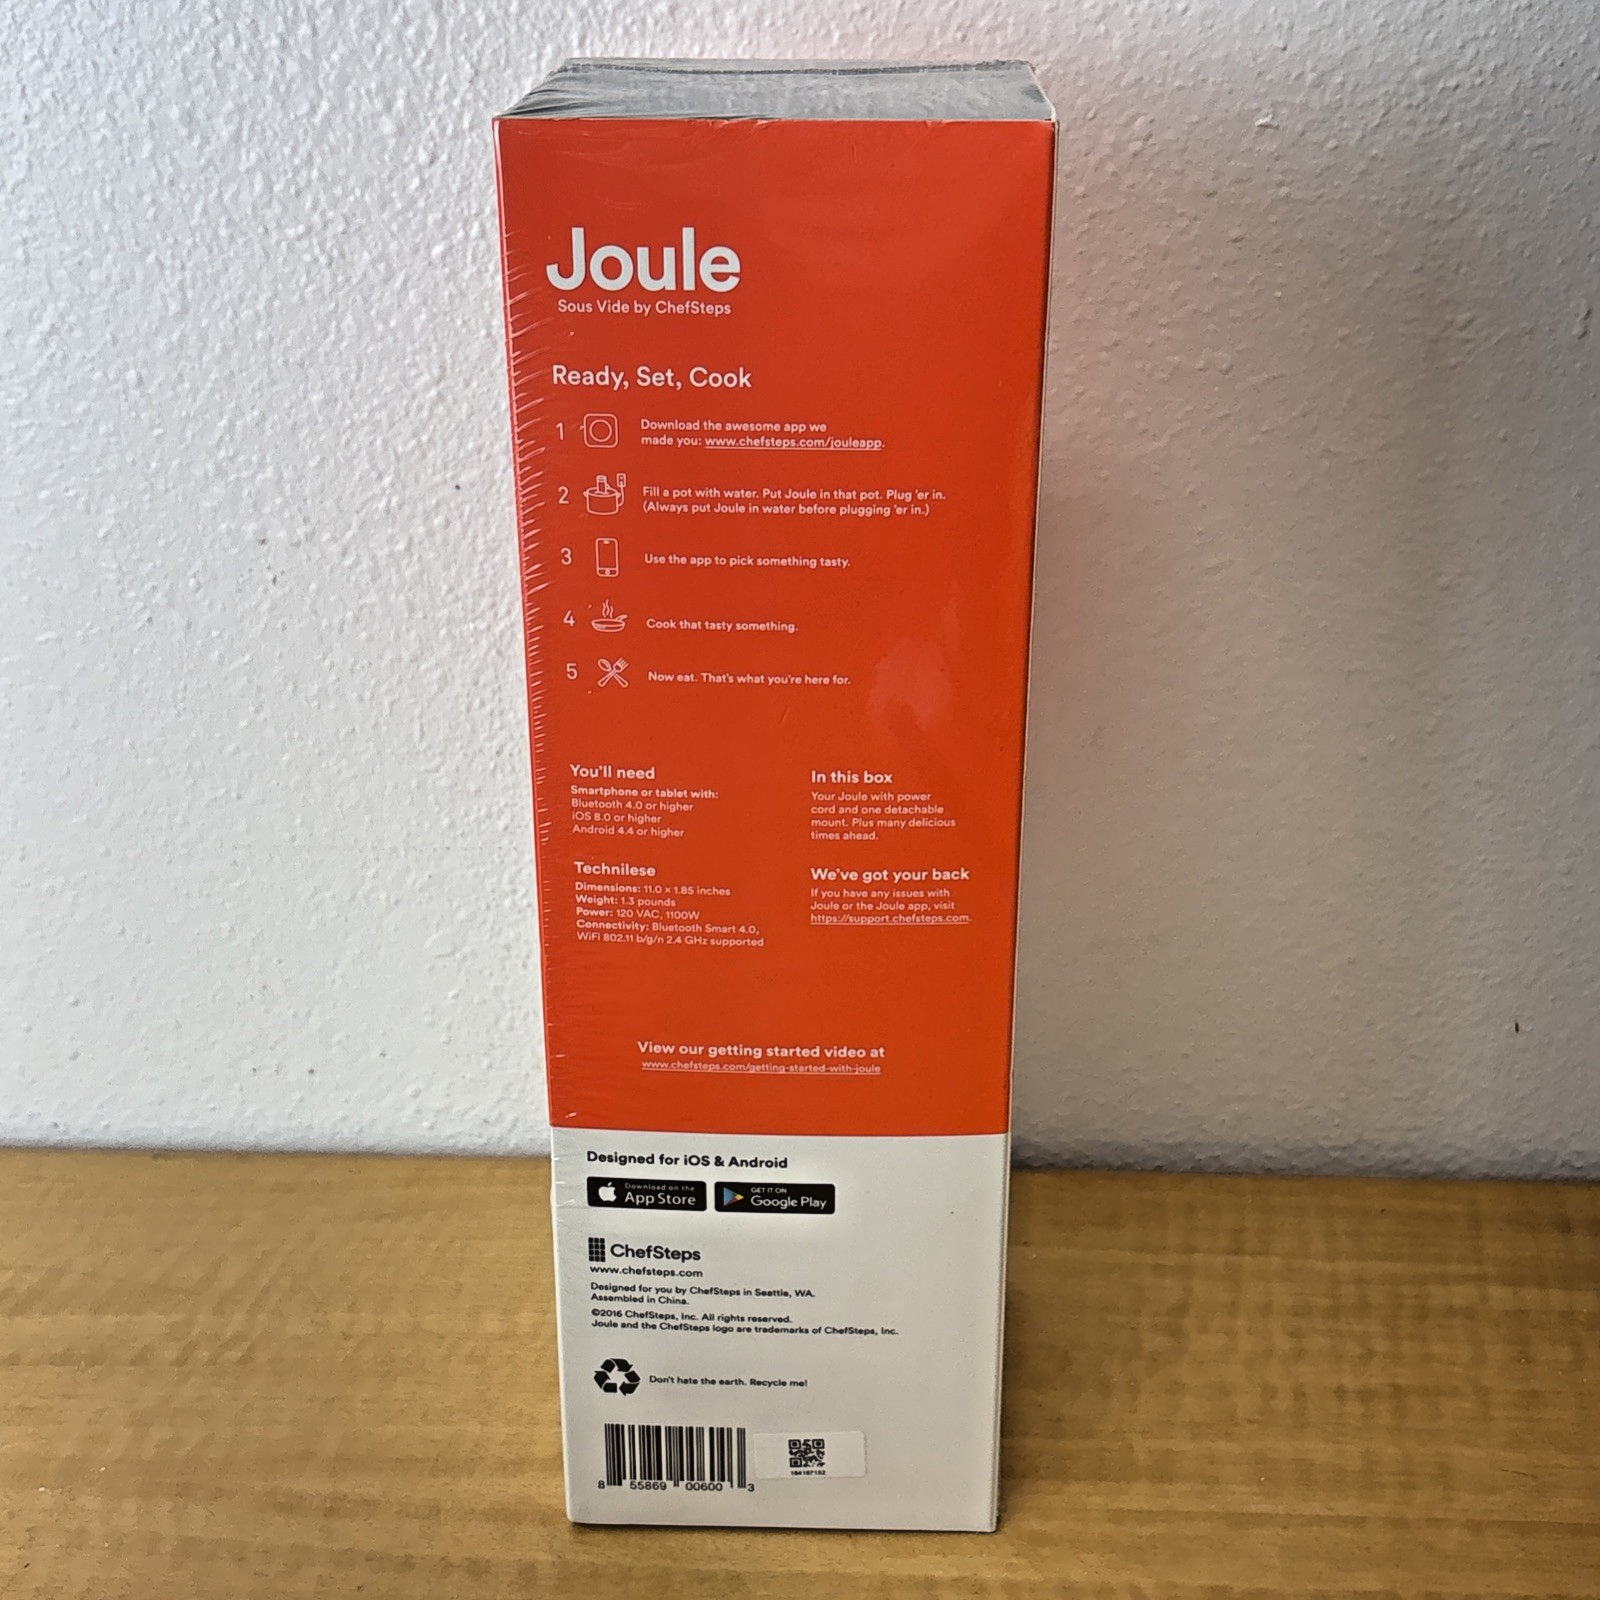 Joule
Sous Vide by ChefSteps
Ready, Set, Cook
1
Download the awesome app we
made you: www.chefsteps.com/jouleapp.
2
Fill a pot with water. Put Joule in that pot. Plug 'er in.
(Always put Joule in water before plugging 'er in.)
3
Use the app to pick something tasty.
4
Cook that tasty something.
5
Now eat. That's what you're here for.
You'll need
Smartphone or tablet with:
Bluetooth 4.0 or higher
iOS 8.0 or higher
Android 4.4 or higher
In this box
Your Joule with power
cord and one detachable
mount. Plus many delicious
times ahead.
Technilese
Dimensions: 11.0 × 1.85 inches
Weight: 1.3 pounds
Power: 120 VAC, 1100W
Connectivity: Bluetooth Smart 4.0,
WiFi 802.11 b/g/n 2.4 GHz supported
We've got your back
If you have any issues with
Joule or the Joule app, visit
https://support.chefsteps.com.
View our getting started video at
www.chefsteps.com/getting-started-with-joule
Designed for iOS & Android
Download on the
App Store
GET IT ON
Google Play
ChefSteps
www.chefsteps.com
Designed for you by ChefSteps in Seattle, WA.
Assembled in China.
©2016 ChefSteps, Inc. All rights reserved.
Joule and the ChefSteps logo are trademarks of ChefSteps, Inc.
Don't hate the earth. Recycle me!
8 55869 00600 3